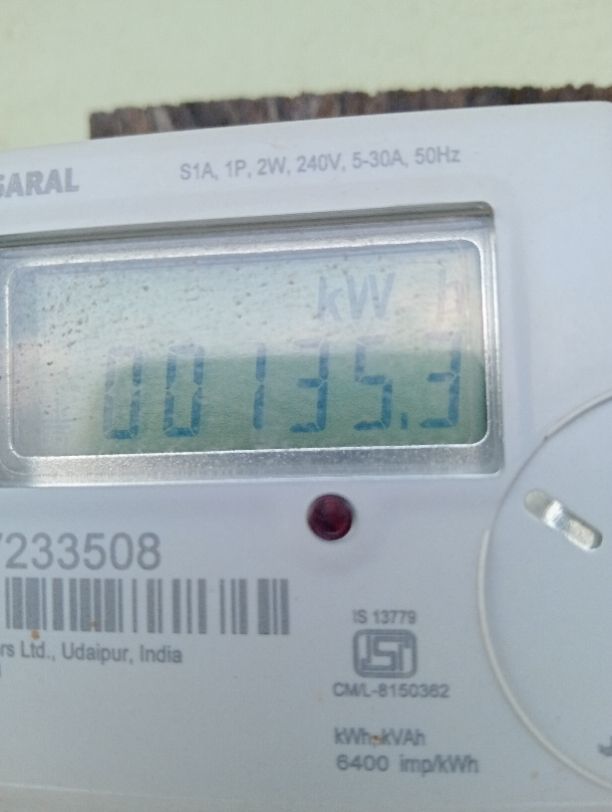 SARAL
S1A, 1P, 2W, 240V, 5-30A, 50Hz
kW h
00135.3
7233508
rs Ltd., Udaipur, India
IS 13779
ISI
CM/L-8150362
kWh, kVAh
6400 imp/kWh